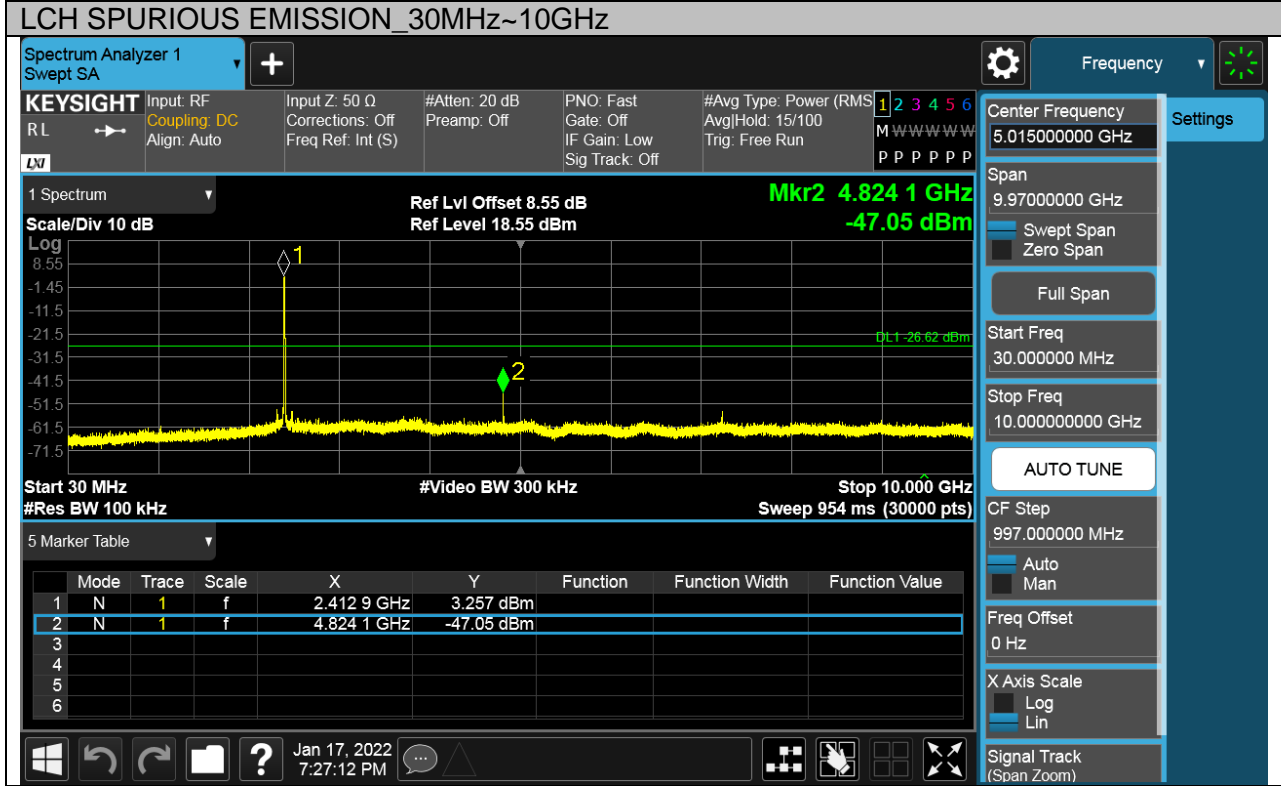 LCH SPURIOUS EMISSION_30MHz~10GHz
Spectrum Analyzer 1
Swept SA
Frequency
KEYSIGHT
RL
LXI
Input: RF
Coupling: DC
Align: Auto
Input Z: 50 Ω
Corrections: Off
Freq Ref: Int (S)
#Atten: 20 dB
Preamp: Off
PNO: Fast
Gate: Off
IF Gain: Low
Sig Track: Off
#Avg Type: Power (RMS
Avg|Hold: 15/100
Trig: Free Run
1 2 3 4 5 6
M W W W W W
P P P P P P
1 Spectrum
Scale/Div 10 dB
Ref Lvl Offset 8.55 dB
Ref Level 18.55 dBm
Mkr2 4.824 1 GHz
-47.05 dBm
Log
8.55
-1.45
-11.5
-21.5
-31.5
-41.5
-51.5
-61.5
-71.5
1
2
DL1 -26.62 dBm
Start 30 MHz
#Video BW 300 kHz
Stop 10.000 GHz
#Res BW 100 kHz
Sweep 954 ms (30000 pts)
5 Marker Table
Mode Trace Scale X Y Function Function Width Function Value
1 N 1 f 2.412 9 GHz 3.257 dBm
2 N 1 f 4.824 1 GHz -47.05 dBm
3
4
5
6
Jan 17, 2022
7:27:12 PM
Center Frequency
5.015000000 GHz
Settings
Span
9.97000000 GHz
Swept Span
Zero Span
Full Span
Start Freq
30.000000 MHz
Stop Freq
10.000000000 GHz
AUTO TUNE
CF Step
997.000000 MHz
Auto
Man
Freq Offset
0 Hz
X Axis Scale
Log
Lin
Signal Track
(Span Zoom)